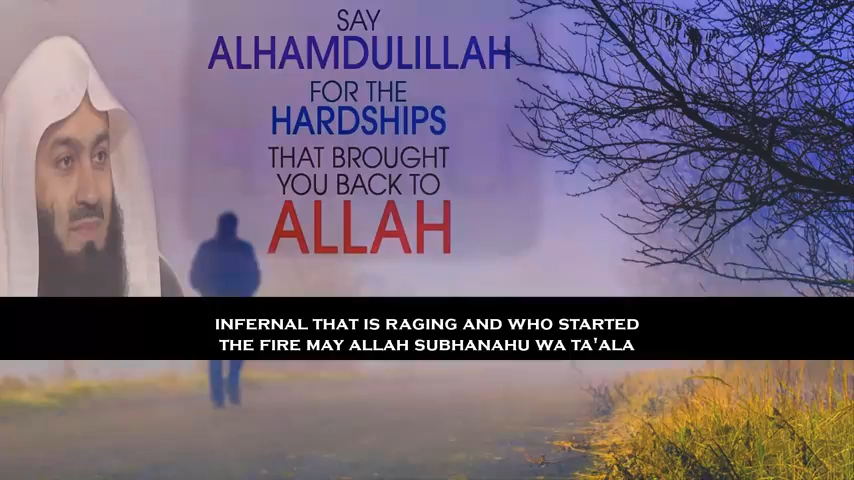 SAY
ALHAMDULILLAH
FOR THE
HARDSHIPS
THAT BROUGHT
YOU BACK TO
ALLAH
INFERNAL THAT IS RAGING AND WHO STARTED
THE FIRE MAY ALLAH SUBHANAHU WA TA'ALA